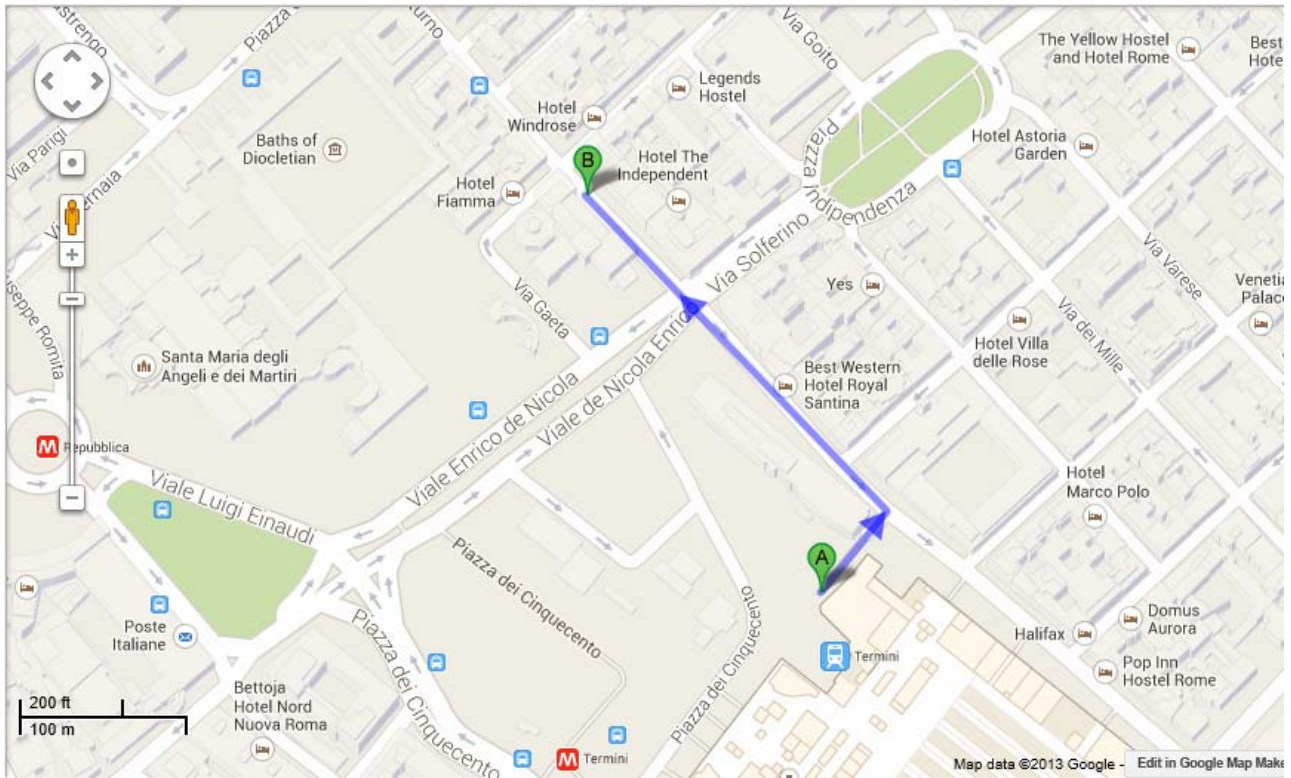 Piazza d
Via Goito
The Yellow Hostel
and Hotel Rome
Best
Hote
Legends
Hostel
Hotel
Windrose
Baths of
Diocletian
Via Parigi
Hotel The
Independent
Hotel Astoria
Garden
B
Hotel
Fiamma
Piazza Indipendenza
Via Solferino
Via Varese
Via Gaeta
Yes
Venetia
Palace
Via dei Mille
Hotel Villa
delle Rose
useppe Romita
Santa Maria degli
Angeli e dei Martiri
Best Western
Hotel Royal
Santina
Viale Enrico de Nicola
Viale de Nicola Enrico
M Repubblica
Viale Luigi Einaudi
Hotel
Marco Polo
A
Piazza dei Cinquecento
Piazza dei Cinquecento
Piazza dei Cinquecento
Poste
Italiane
Domus
Aurora
Halifax
Termini
Pop Inn
Hostel Rome
Bettoja
Hotel Nord
Nuova Roma
200 ft
100 m
M Termini
Map data ©2013 Google -
Edit in Google Map Make